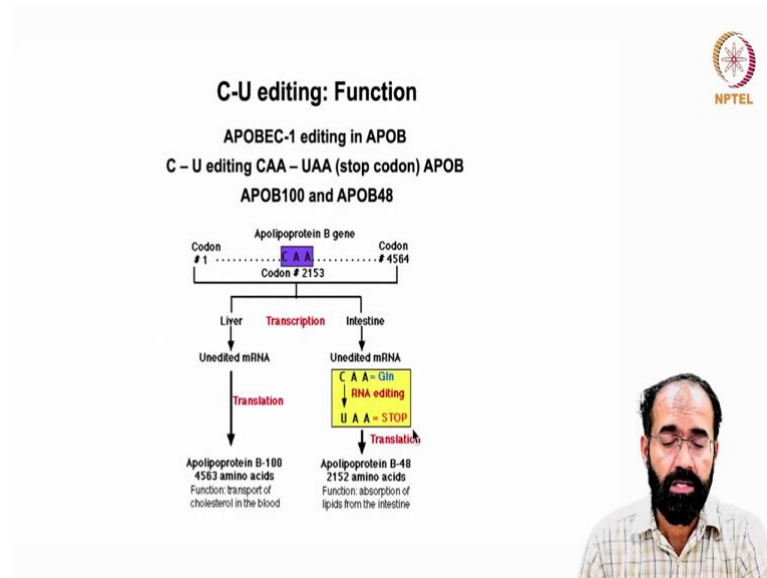 NPTEL
C-U editing: Function
APOBEC-1 editing in APOB
C – U editing CAA – UAA (stop codon) APOB
APOB100 and APOB48
Apolipoprotein B gene
Codon # 1 . . . . . . . . . . . C A A . . . . . . . . . . . Codon # 4564
Codon # 2153
Liver Transcription Intestine
Unedited mRNA Unedited mRNA
C A A = Gln
RNA editing
U A A = STOP
Translation Translation
Apolipoprotein B-100 Apolipoprotein B-48
4563 amino acids 2152 amino acids
Function: transport of Function: absorption of
cholesterol in the blood lipids from the intestine